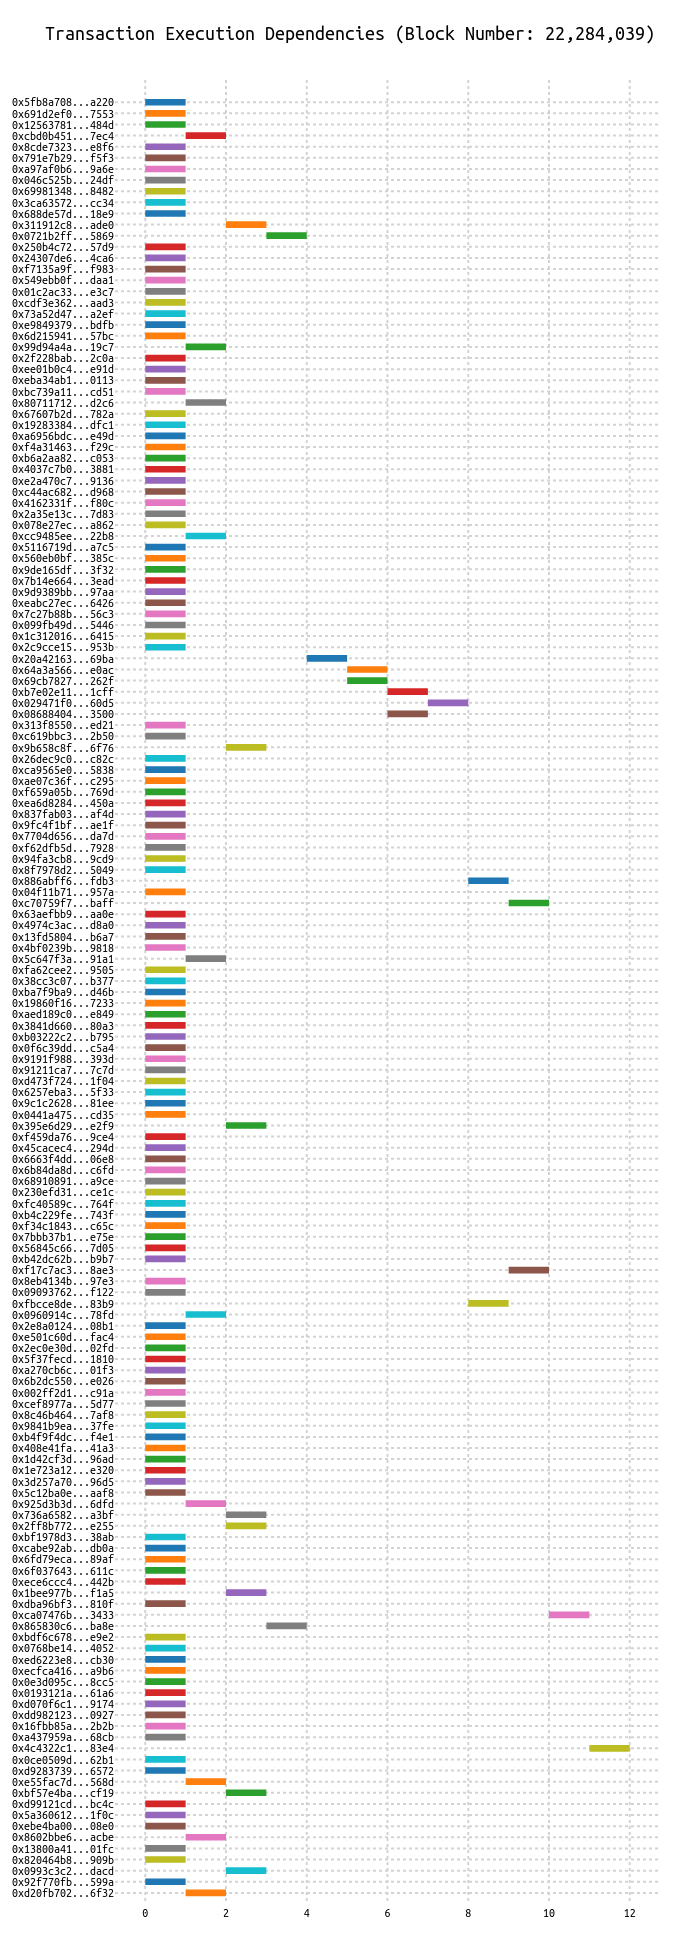 Transaction Execution Dependencies (Block Number: 22,284,039)
0x5fb8a708...a220
0x691d2ef0...7553
0x12563781...484d
0xcbd0b451...7ec4
0x8cde7323...e8f6
0x791e7b29...f5f3
0xa97af0b6...9a6e
0x046c525b...24df
0x69981348...8482
0x3ca63572...cc34
0x688de57d...18e9
0x311912c8...ade0
0x0721b2ff...5869
0x250b4c72...57d9
0x24307de6...4ca6
0xf7135a9f...f983
0x549ebb0f...daa1
0x01c2ac33...e3c7
0xcdf3e362...aad3
0x73a52d47...a2ef
0xe9849379...bdfb
0x6d215941...57bc
0x99d94a4a...19c7
0x2f228bab...2c0a
0xee01b0c4...e91d
0xeba34ab1...0113
0xbc739a11...cd51
0x80711712...d2c6
0x67607b2d...782a
0x19283384...dfc1
0xa6956bdc...e49d
0xf4a31463...f29c
0xb6a2aa82...c053
0x4037c7b0...3881
0xe2a470c7...9136
0xc44ac682...d968
0x4162331f...f80c
0x2a35e13c...7d83
0x078e27ec...a862
0xcc9485ee...22b8
0x5116719d...a7c5
0x560eb0bf...385c
0x9de165df...3f32
0x7b14e664...3ead
0x9d9389bb...97aa
0xeabc27ec...6426
0x7c27b88b...56c3
0x099fb49d...5446
0x1c312016...6415
0x2c9cce15...953b
0x20a42163...69ba
0x64a3a566...e0ac
0x69cb7827...262f
0xb7e02e11...1cff
0x029471f0...60d5
0x08688404...3500
0x313f8550...ed21
0xc619bbc3...2b50
0x9b658c8f...6f76
0x26dec9c0...c82c
0xca9565e0...5838
0xae07c36f...c295
0xf659a05b...769d
0xea6d8284...450a
0x837fab03...af4d
0x9fc4f1bf...ae1f
0x7704d656...da7d
0xf62dfb5d...7928
0x94fa3cb8...9cd9
0x8f7978d2...5049
0x886abff6...fdb3
0x04f11b71...957a
0xc70759f7...baff
0x63aefbb9...aa0e
0x4974c3ac...d8a0
0x13fd5804...b6a7
0x4bf0239b...9818
0x5c647f3a...91a1
0xfa62cee2...9505
0x38cc3c07...b377
0xba7f9ba9...d46b
0x19860f16...7233
0xaed189c0...e849
0x3841d660...80a3
0xb03222c2...b795
0x0f6c39dd...c5a4
0x9191f988...393d
0x91211ca7...7c7d
0xd473f724...1f04
0x6257eba3...5f33
0x9c1c2628...81ee
0x0441a475...cd35
0x395e6d29...e2f9
0xf459da76...9ce4
0x45cacec4...294d
0x6663f4dd...06e8
0x6b84da8d...c6fd
0x68910891...a9ce
0x230efd31...ce1c
0xfc40589c...764f
0xb4c229fe...743f
0xf34c1843...c65c
0x7bbb37b1...e75e
0x56845c66...7d05
0xb42dc62b...b9b7
0xf17c7ac3...8ae3
0x8eb4134b...97e3
0x09093762...f122
0xfbcce8de...83b9
0x0960914c...78fd
0x2e8a0124...08b1
0xe501c60d...fac4
0x2ec0e30d...02fd
0x5f37fecd...1810
0xa270cb6c...01f3
0x6b2dc550...e026
0x002ff2d1...c91a
0xcef8977a...5d77
0x8c46b464...7af8
0x9841b9ea...37fe
0xb4f9f4dc...f4e1
0x408e41fa...41a3
0x1d42cf3d...96ad
0x1e723a12...e320
0x3d257a70...96d5
0x5c12ba0e...aaf8
0x925d3b3d...6dfd
0x736a6582...a3bf
0x2ff8b772...e255
0xbf1978d3...38ab
0xcabe92ab...db0a
0x6fd79eca...89af
0x6f037643...611c
0xece6ccc4...442b
0x1bee977b...f1a5
0xdba96bf3...810f
0xca07476b...3433
0x865830c6...ba8e
0xbdf6c678...e9e2
0x0768be14...4052
0xed6223e8...cb30
0xecfca416...a9b6
0x0e3d095c...8cc5
0x0193121a...61a6
0xd070f6c1...9174
0xdd982123...0927
0x16fbb85a...2b2b
0xa437959a...68cb
0x4c4322c1...83e4
0x0ce0509d...62b1
0xd9283739...6572
0xe55fac7d...568d
0xbf57e4ba...cf19
0xd99121cd...bc4c
0x5a360612...1f0c
0xebe4ba00...08e0
0x8602bbe6...acbe
0x13800a41...01fc
0x820464b8...909b
0x0993c3c2...dacd
0x92f770fb...599a
0xd20fb702...6f32
0 2 4 6 8 10 12